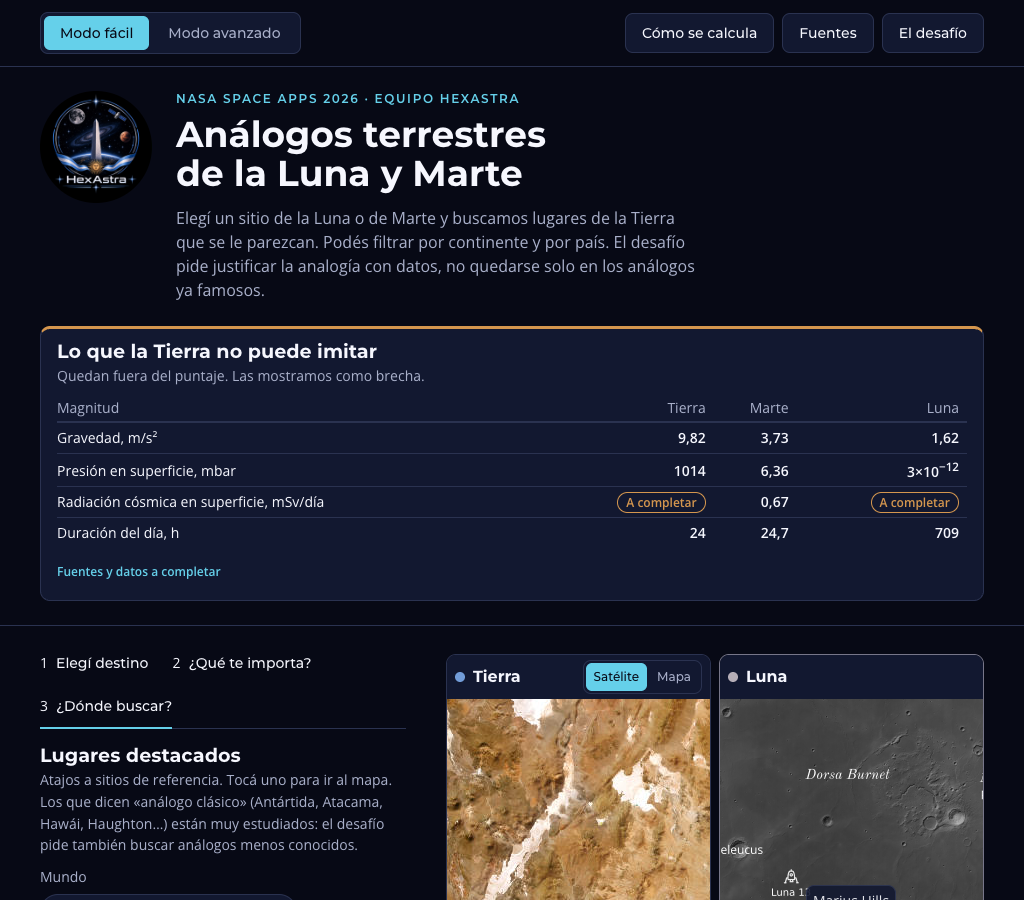 Modo fácil Modo avanzado Cómo se calcula Fuentes El desafío
HexAstra
NASA SPACE APPS 2026 · EQUIPO HEXASTRA
Análogos terrestres
de la Luna y Marte
Elegí un sitio de la Luna o de Marte y buscamos lugares de la Tierra
que se le parezcan. Podés filtrar por continente y por país. El desafío
pide justificar la analogía con datos, no quedarse solo en los análogos
ya famosos.
Lo que la Tierra no puede imitar
Quedan fuera del puntaje. Las mostramos como brecha.
Magnitud Tierra Marte Luna
Gravedad, m/s² 9,82 3,73 1,62
Presión en superficie, mbar 1014 6,36 3×10⁻¹²
Radiación cósmica en superficie, mSv/día A completar 0,67 A completar
Duración del día, h 24 24,7 709
Fuentes y datos a completar
1 Elegí destino 2 ¿Qué te importa?
3 ¿Dónde buscar?
Lugares destacados
Atajos a sitios de referencia. Tocá uno para ir al mapa.
Los que dicen «análogo clásico» (Antártida, Atacama,
Hawái, Haughton…) están muy estudiados: el desafío
pide también buscar análogos menos conocidos.
Mundo
Tierra Satélite Mapa
Luna
Dorsa Burnet
eleucus
Luna 1
Marius Hills